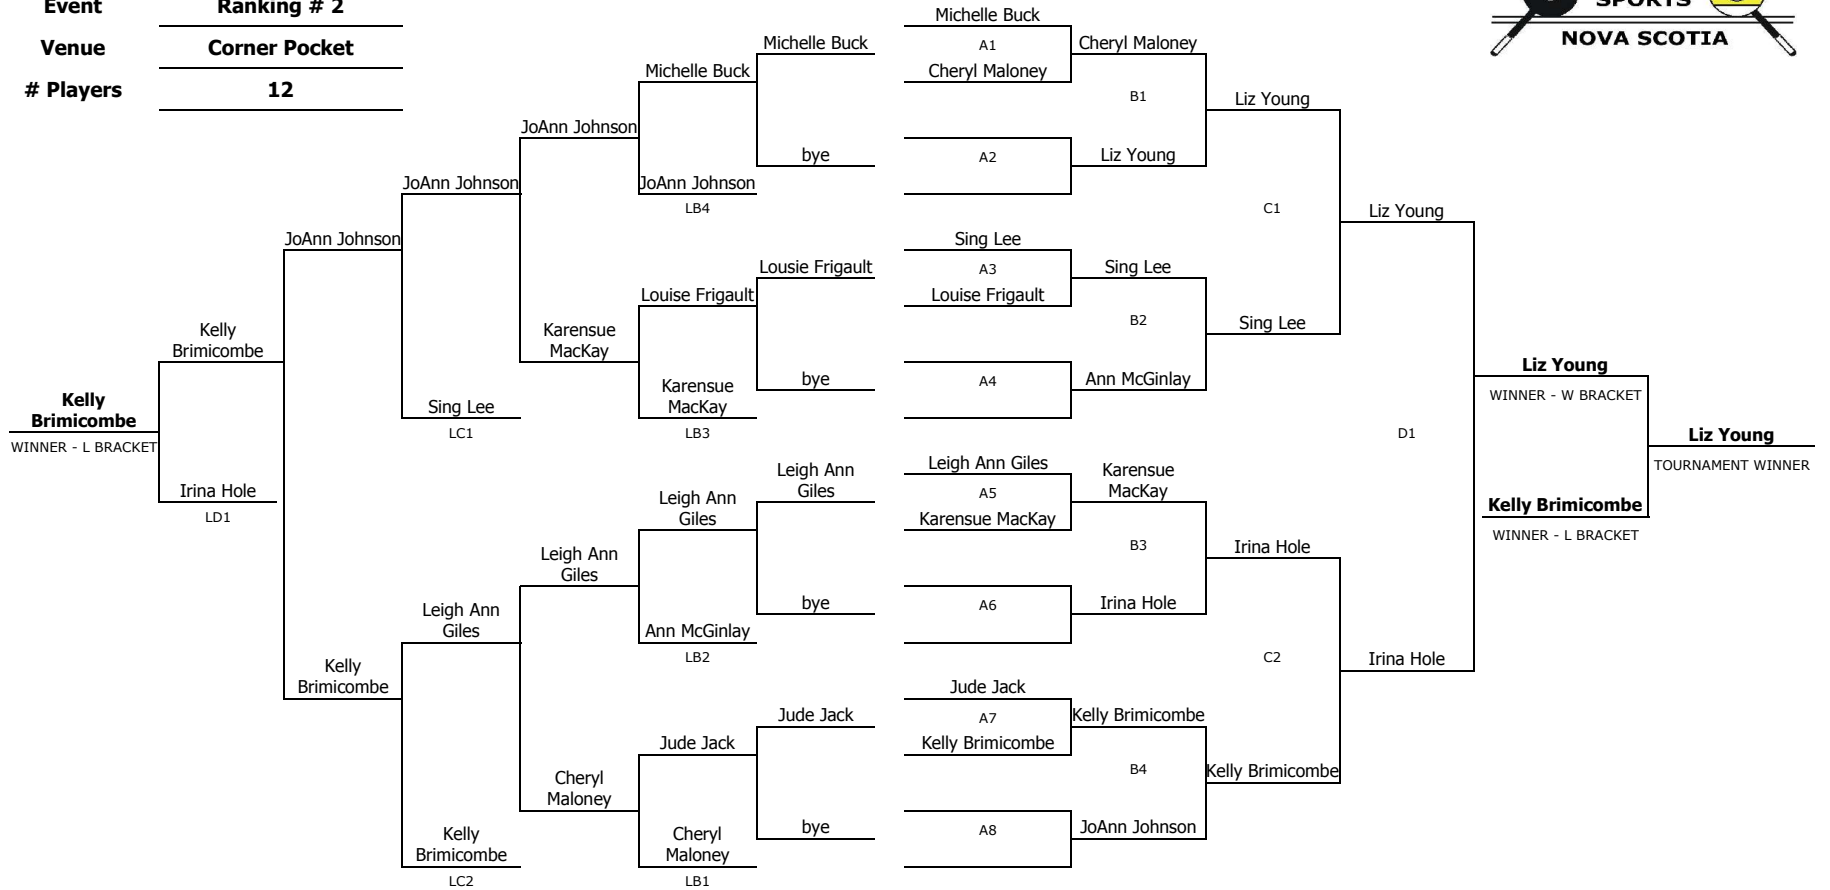 Event Ranking # 2
Venue Corner Pocket
# Players 12
SPORTS
NOVA SCOTIA
Kelly
Brimicombe
WINNER - L BRACKET
Kelly
Brimicombe
Irina Hole
LD1
JoAnn Johnson
Kelly
Brimicombe
JoAnn Johnson
Sing Lee
LC1
Leigh Ann
Giles
Kelly
Brimicombe
LC2
JoAnn Johnson
Karensue
MacKay
Leigh Ann
Giles
Cheryl
Maloney
Michelle Buck
JoAnn Johnson
LB4
Louise Frigault
Karensue
MacKay
LB3
Leigh Ann
Giles
Ann McGinlay
LB2
Jude Jack
Cheryl
Maloney
LB1
Michelle Buck
bye
Lousie Frigault
bye
Leigh Ann
Giles
bye
Jude Jack
bye
Michelle Buck
A1
Cheryl Maloney
A2
Sing Lee
A3
Louise Frigault
A4
Leigh Ann Giles
A5
Karensue MacKay
A6
Jude Jack
A7
Kelly Brimicombe
A8
Cheryl Maloney
B1
Liz Young
Sing Lee
B2
Ann McGinlay
Karensue
MacKay
B3
Irina Hole
Kelly Brimicombe
B4
JoAnn Johnson
Liz Young
C1
Sing Lee
Irina Hole
C2
Kelly Brimicombe
Liz Young
D1
Irina Hole
Liz Young
WINNER - W BRACKET
Kelly Brimicombe
WINNER - L BRACKET
Liz Young
TOURNAMENT WINNER